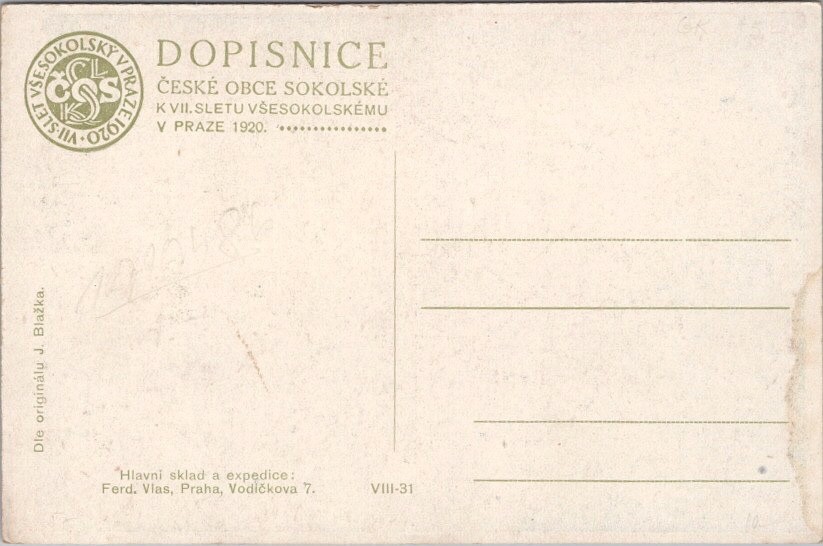 VII. SLET VŠESOKOLSKÝ V PRAZE 1920
ČOS
DOPISNICE
ČESKÉ OBCE SOKOLSKÉ
K VII. SLETU VŠESOKOLSKÉMU
V PRAZE 1920.
Dle originálu J. Blažka.
Hlavní sklad a expedice:
Ferd. Vlas, Praha, Vodičkova 7.
VIII-31
10